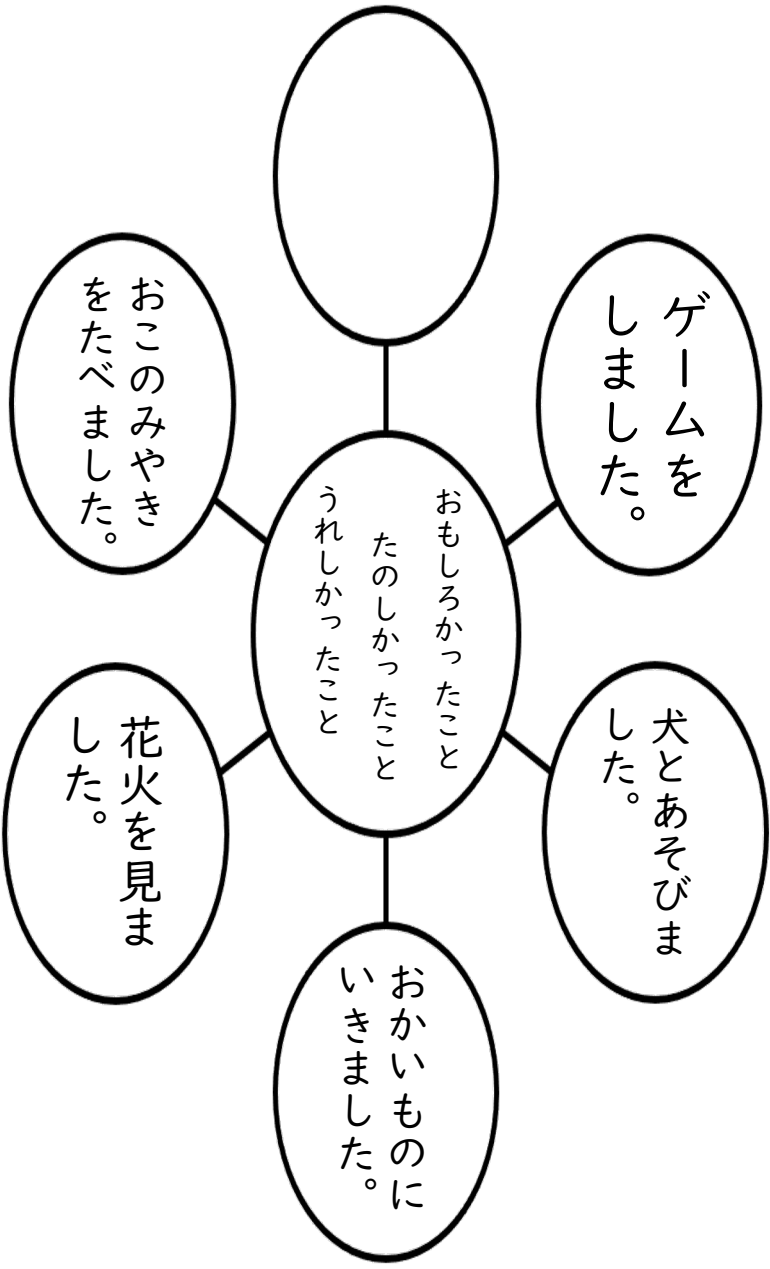 ゲームを
しました。
おこのみやき
をたべました。
おもしろかったこと
たのしかったこと
うれしかったこと
犬とあそびま
した。
花火を見ま
した。
おかいものに
いきました。